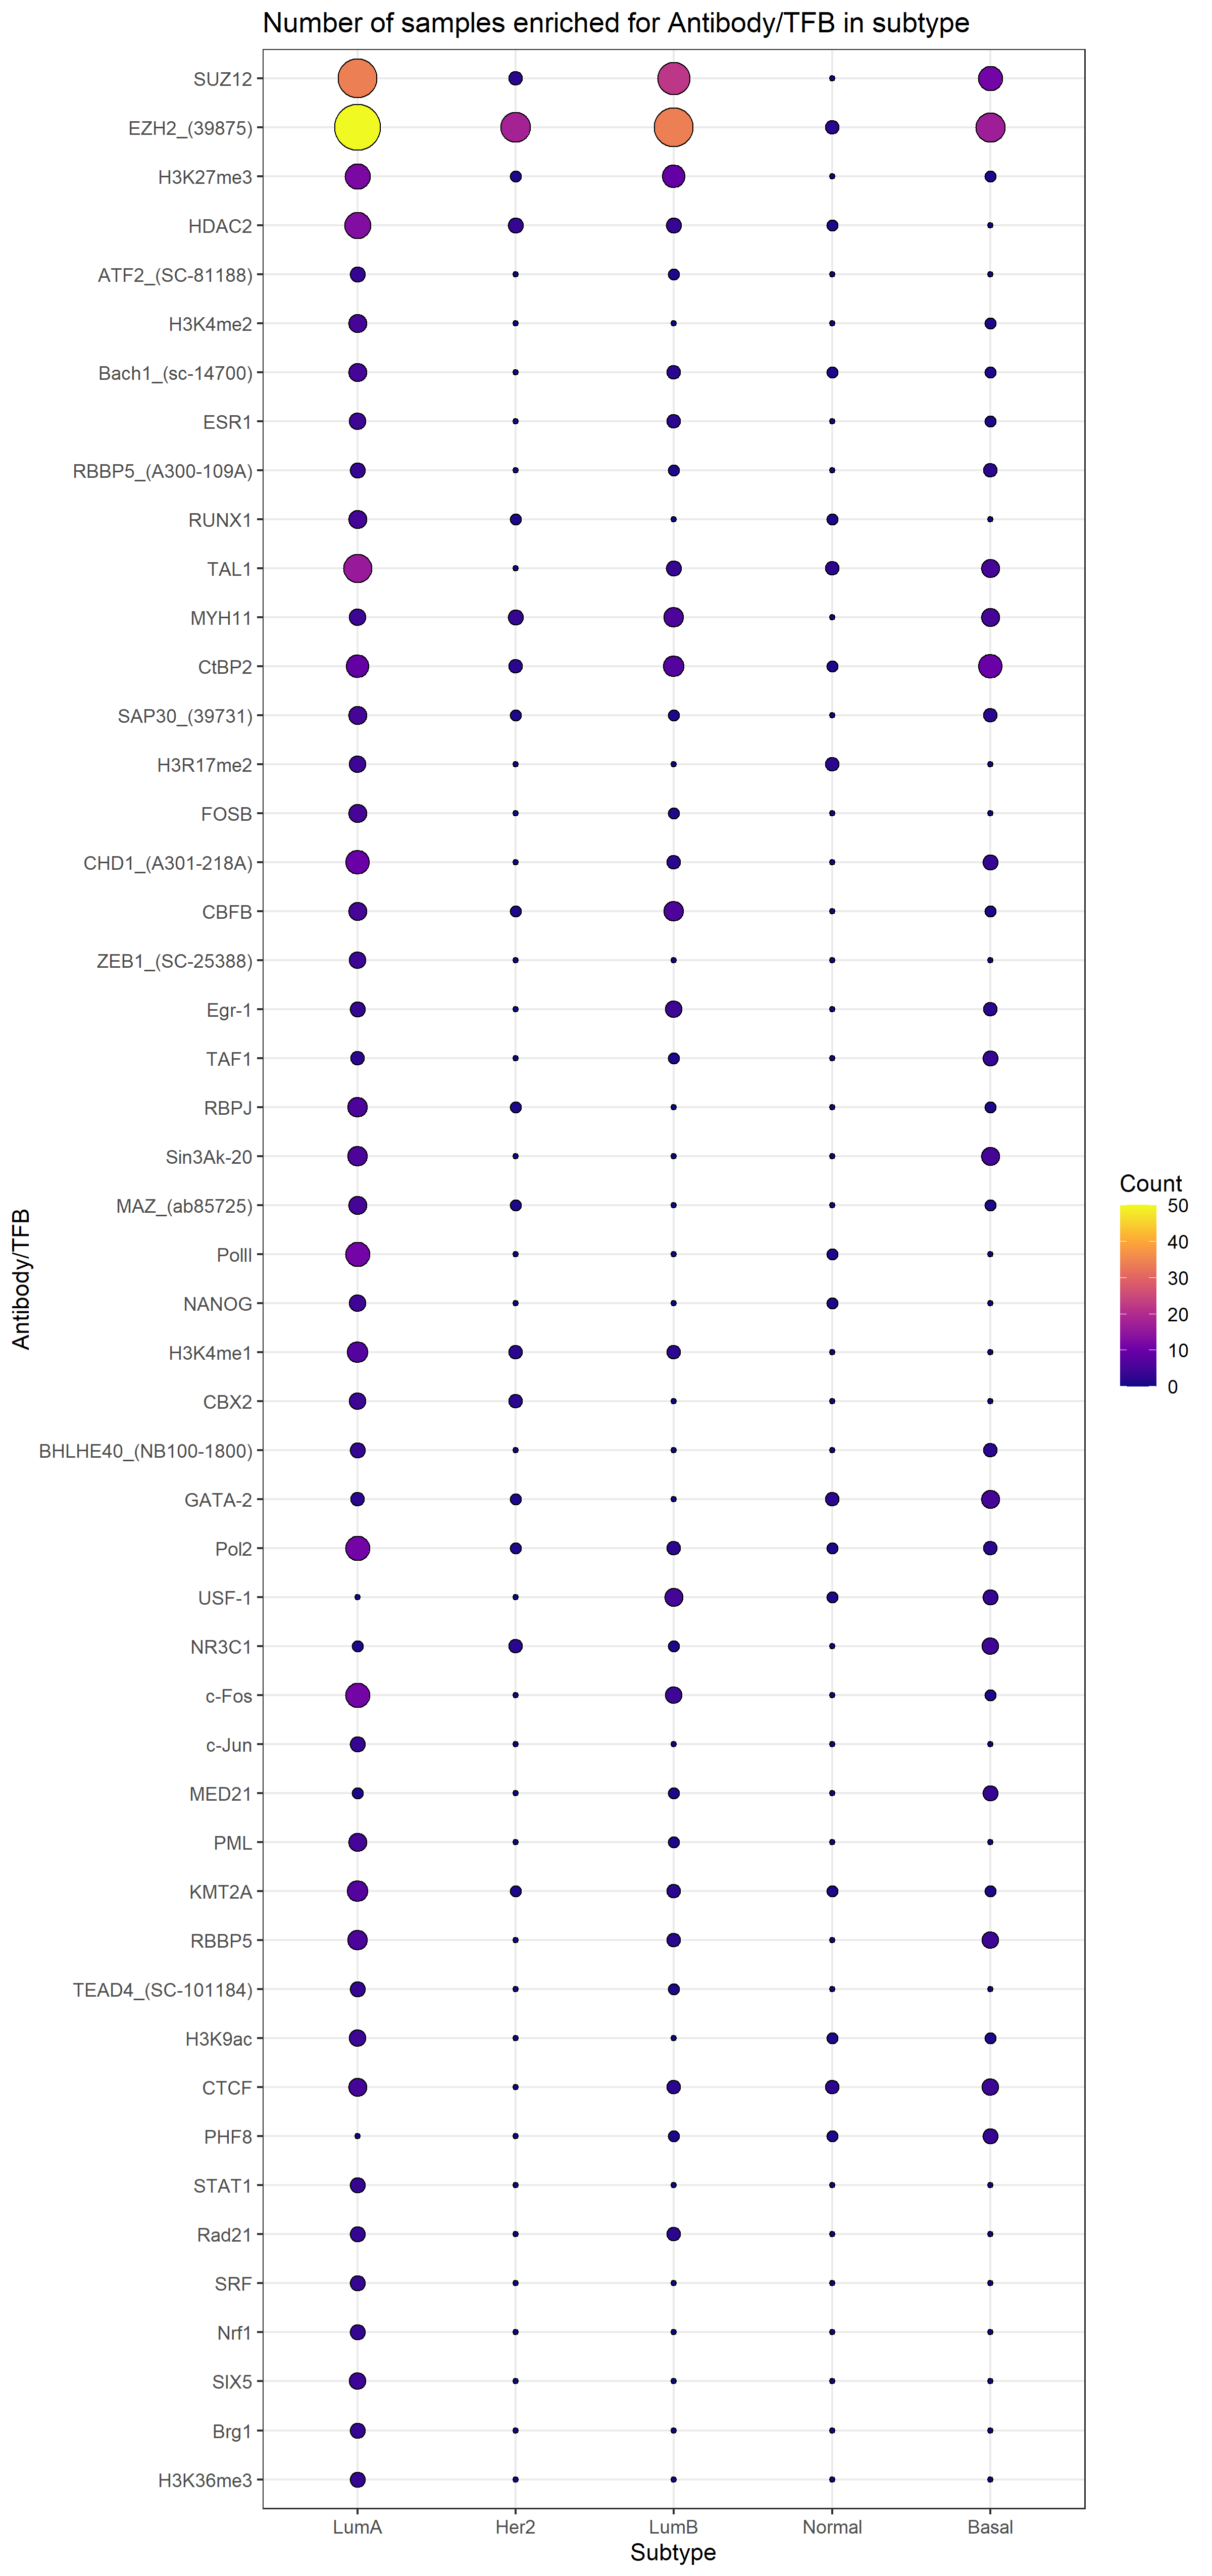 Number of samples enriched for Antibody/TFB in subtype
SUZ12
EZH2_(39875)
H3K27me3
HDAC2
ATF2_(SC-81188)
H3K4me2
Bach1_(sc-14700)
ESR1
RBBP5_(A300-109A)
RUNX1
TAL1
MYH11
CtBP2
SAP30_(39731)
H3R17me2
FOSB
CHD1_(A301-218A)
CBFB
ZEB1_(SC-25388)
Egr-1
TAF1
RBPJ
Sin3Ak-20
MAZ_(ab85725)
PolII
NANOG
H3K4me1
CBX2
BHLHE40_(NB100-1800)
GATA-2
Pol2
USF-1
NR3C1
c-Fos
c-Jun
MED21
PML
KMT2A
RBBP5
TEAD4_(SC-101184)
H3K9ac
CTCF
PHF8
STAT1
Rad21
SRF
Nrf1
SIX5
Brg1
H3K36me3
Antibody/TFB
LumA Her2 LumB Normal Basal
Subtype
Count
50
40
30
20
10
0